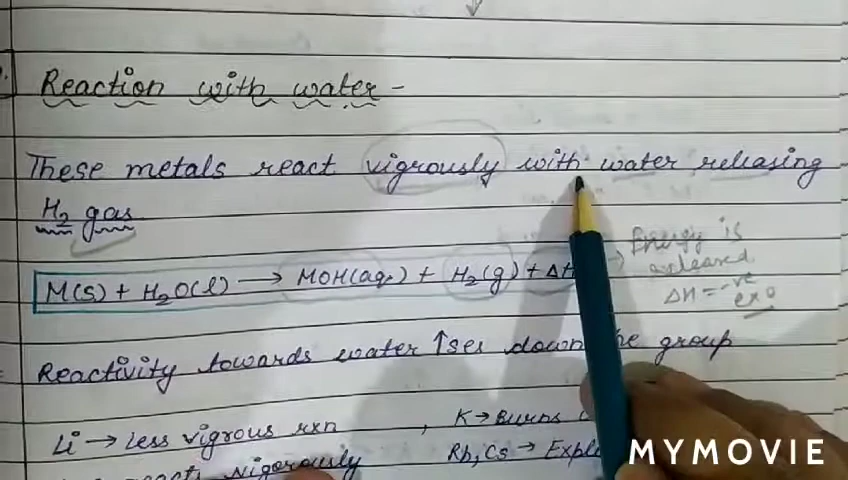 Reaction with water -
These metals react vigrously with water releasing
H₂ gas
M(s) + H₂O(l) → MOH(aq.) + H₂(g) + ΔH → Energy is
released
ΔH = -ve
exo
Reactivity towards water ↑ses down the group
Li → Less vigrous rxn , K → Burns
Rb, Cs → Explo
vigorously
MYMOVIE